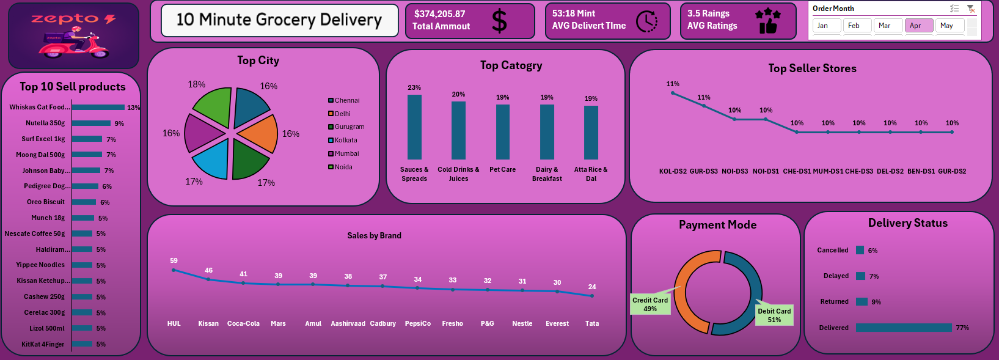 zepto
zepto
10 Minute Grocery Delivery
$374,205.87
Total Ammout
53:18 Mint
AVG Delivert TIme
3.5 Raings
AVG Ratings
Order Month
Jan
Feb
Mar
Apr
May
Top 10 Sell products
Whiskas Cat Food... 13%
Nutella 350g 9%
Surf Excel 1kg 7%
Moong Dal 500g 7%
Johnson Baby... 7%
Pedigree Dog... 6%
Oreo Biscuit 6%
Munch 18g 5%
Nescafe Coffee 50g 5%
Haldiram... 5%
Yippee Noodles 5%
Kissan Ketchup... 5%
Cashew 250g 5%
Cerelac 300g 5%
Lizol 500ml 5%
KitKat 4Finger 5%
Top City
18%
16%
16%
16%
17%
17%
Chennai
Delhi
Gurugram
Kolkata
Mumbai
Noida
Top Catogry
23% 20% 19% 19% 19%
Sauces & Cold Drinks & Pet Care Dairy & Atta Rice &
Spreads Juices Breakfast Dal
Top Seller Stores
11% 11% 10% 10% 10% 10% 10% 10% 10% 10%
KOL-DS2 GUR-DS3 NOI-DS3 NOI-DS1 CHE-DS1 MUM-DS1 CHE-DS3 DEL-DS2 BEN-DS1 GUR-DS2
Sales by Brand
59 46 41 39 39 38 37 34 33 32 31 30 24
HUL Kissan Coca-Cola Mars Amul Aashirvaad Cadbury PepsiCo Fresho P&G Nestle Everest Tata
Payment Mode
Credit Card
49%
Debit Card
51%
Delivery Status
Cancelled 6%
Delayed 7%
Returned 9%
Delivered 77%